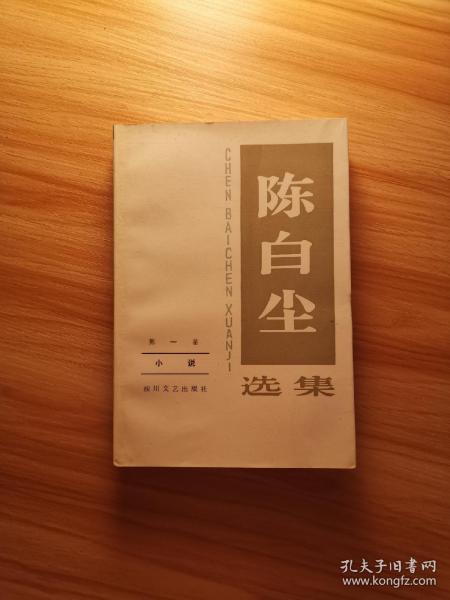 陈白尘
选集
CHEN BAICHEN XUANJI
第一卷
小说
四川文艺出版社
孔夫子旧书网
www.kongfz.com